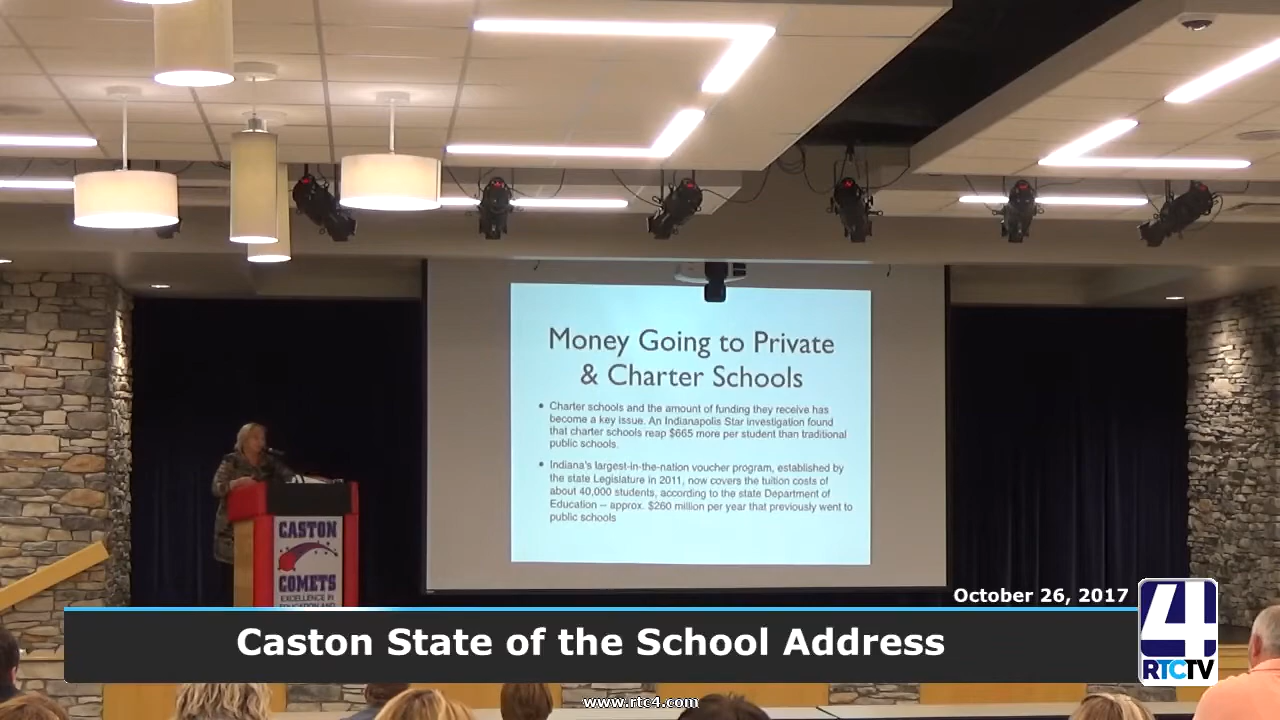 Money Going to Private
& Charter Schools
• Charter schools and the amount of funding they receive has
become a key issue. An Indianapolis Star investigation found
that charter schools reap $665 more per student than traditional
public schools.
• Indiana's largest-in-the-nation voucher program, established by
the state Legislature in 2011, now covers the tuition costs of
about 40,000 students, according to the state Department of
Education – approx. $260 million per year that previously went to
public schools
CASTON
COMETS
EXCELLENCE IN
EDUCATION AND
October 26, 2017
Caston State of the School Address
4
RTCTV
www.rtc4.com